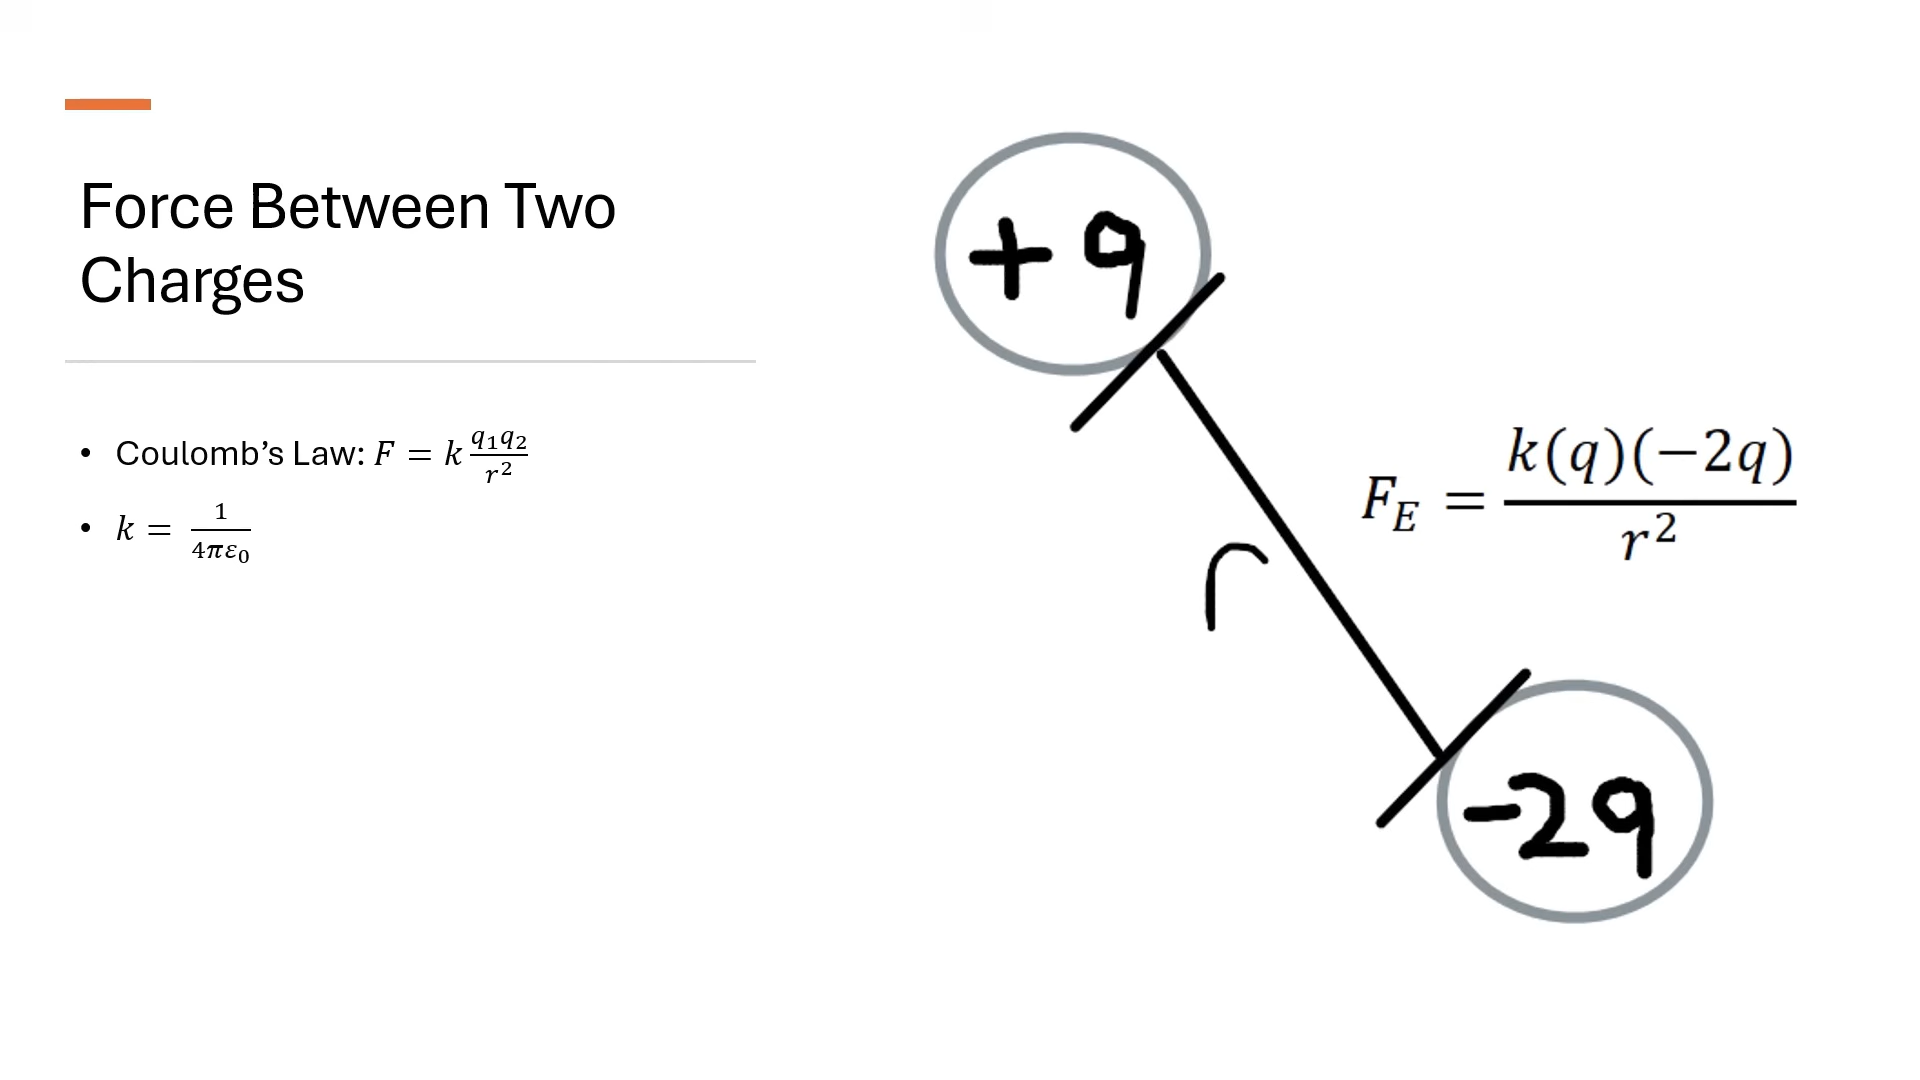 Force Between Two
Charges
• Coulomb’s Law: 𝐹 = 𝑘 𝑞₁𝑞₂/𝑟²
• 𝑘 = 1/4𝜋𝜀₀
+q
F_E = k(q)(−2q)/r²
r
-2q